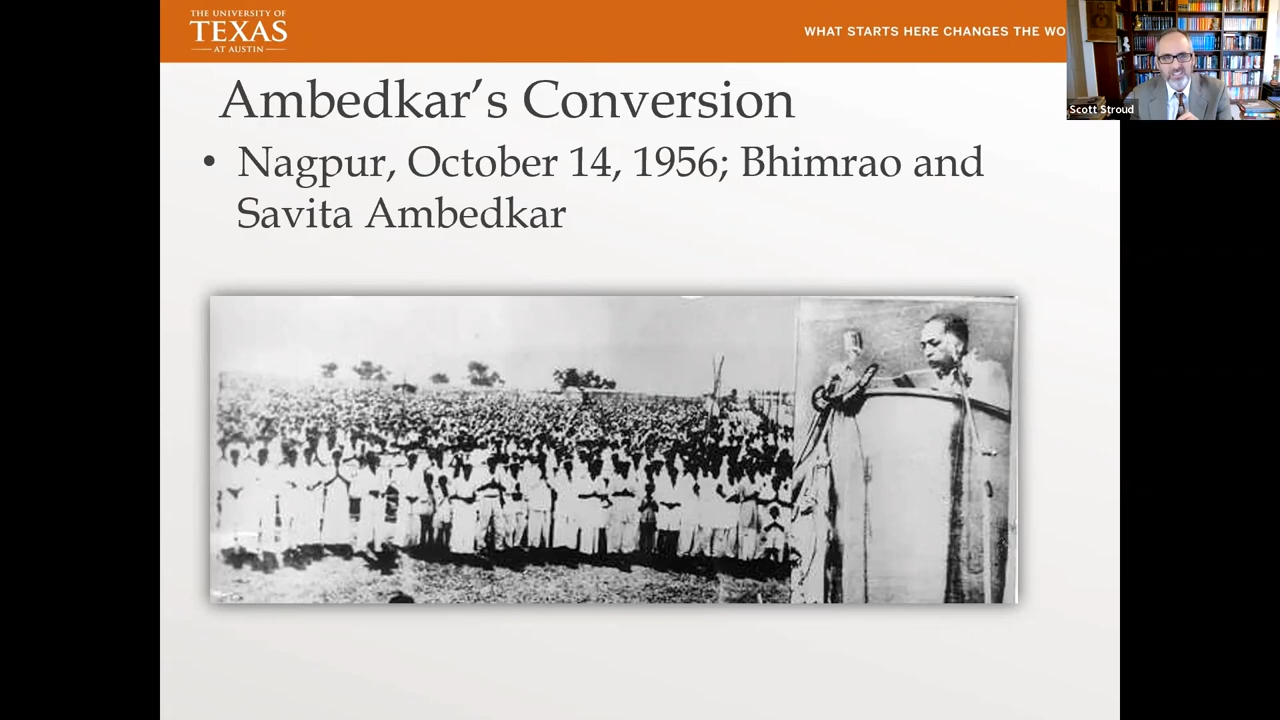 THE UNIVERSITY OF
TEXAS
AT AUSTIN
WHAT STARTS HERE CHANGES THE WO
Scott Stroud
Ambedkar's Conversion
• Nagpur, October 14, 1956; Bhimrao and
Savita Ambedkar